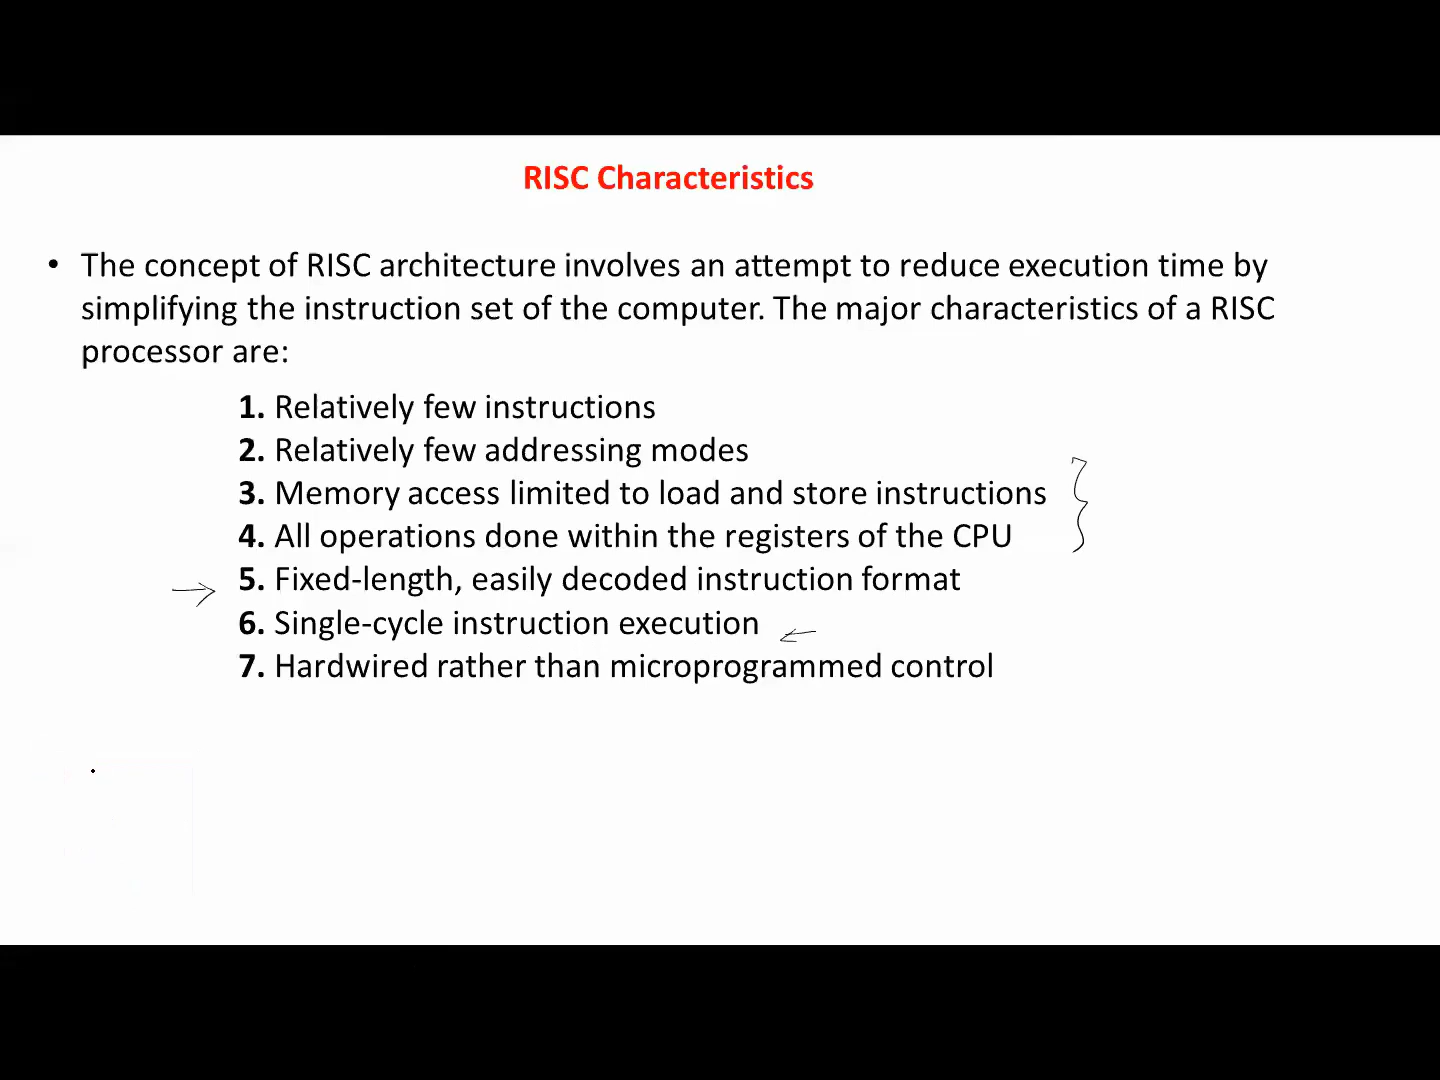 RISC Characteristics
• The concept of RISC architecture involves an attempt to reduce execution time by
simplifying the instruction set of the computer. The major characteristics of a RISC
processor are:
1. Relatively few instructions
2. Relatively few addressing modes
3. Memory access limited to load and store instructions
4. All operations done within the registers of the CPU
5. Fixed-length, easily decoded instruction format
6. Single-cycle instruction execution
7. Hardwired rather than microprogrammed control